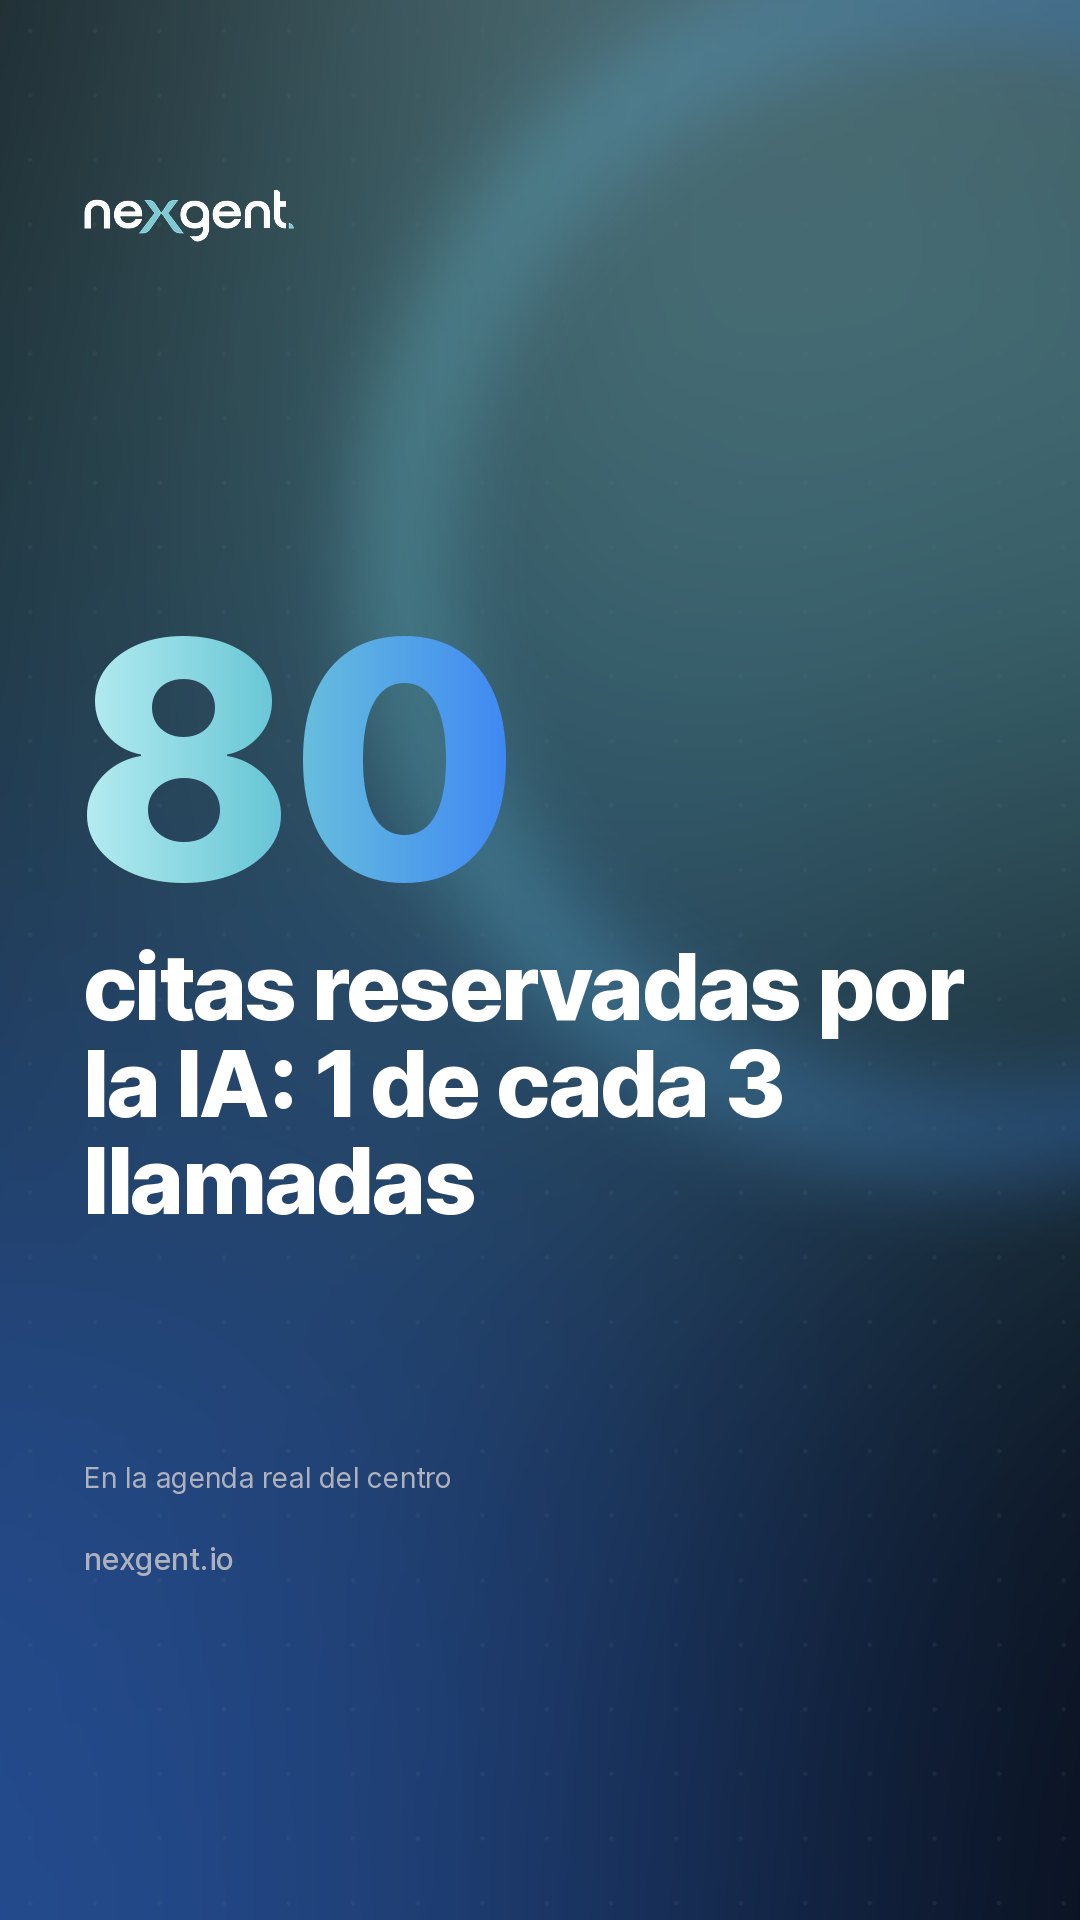 nexgent.
80
citas reservadas por
la IA: 1 de cada 3
llamadas
En la agenda real del centro
nexgent.io